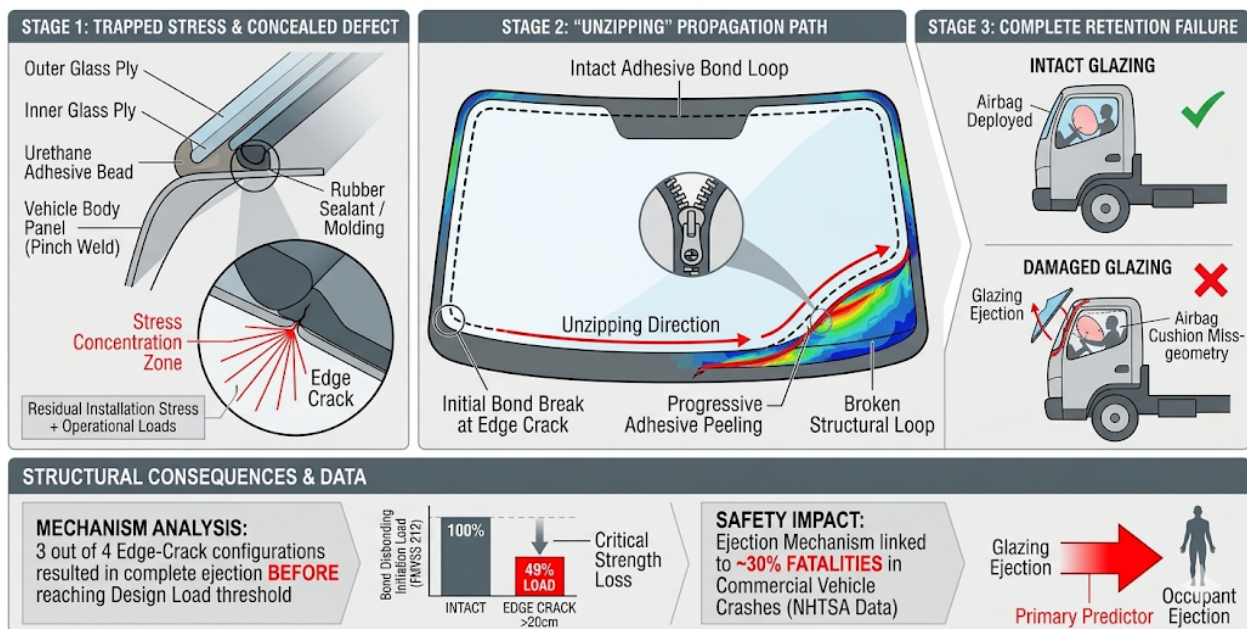 STAGE 1: TRAPPED STRESS & CONCEALED DEFECT
Outer Glass Ply
Inner Glass Ply
Urethane
Adhesive Bead
Vehicle Body
Panel
(Pinch Weld)
Rubber
Sealant /
Molding
Stress
Concentration
Zone
Edge
Crack
Residual Installation Stress
+ Operational Loads
STAGE 2: “UNZIPPING” PROPAGATION PATH
Intact Adhesive Bond Loop
Unzipping Direction
Initial Bond Break
at Edge Crack
Progressive
Adhesive Peeling
Broken
Structural Loop
STAGE 3: COMPLETE RETENTION FAILURE
INTACT GLAZING
Airbag
Deployed
DAMAGED GLAZING
Glazing
Ejection
Airbag
Cushion Miss-
geometry
STRUCTURAL CONSEQUENCES & DATA
MECHANISM ANALYSIS:
3 out of 4 Edge-Crack configurations
resulted in complete ejection BEFORE
reaching Design Load threshold
Bond Disbonding
Initiation Load
(FMVSS 212)
100%
INTACT
49%
LOAD
EDGE CRACK
>20cm
Critical
Strength
Loss
SAFETY IMPACT:
Ejection Mechanism linked
to ~30% FATALITIES in
Commercial Vehicle
Crashes (NHTSA Data)
Glazing
Ejection
Primary Predictor
Occupant
Ejection